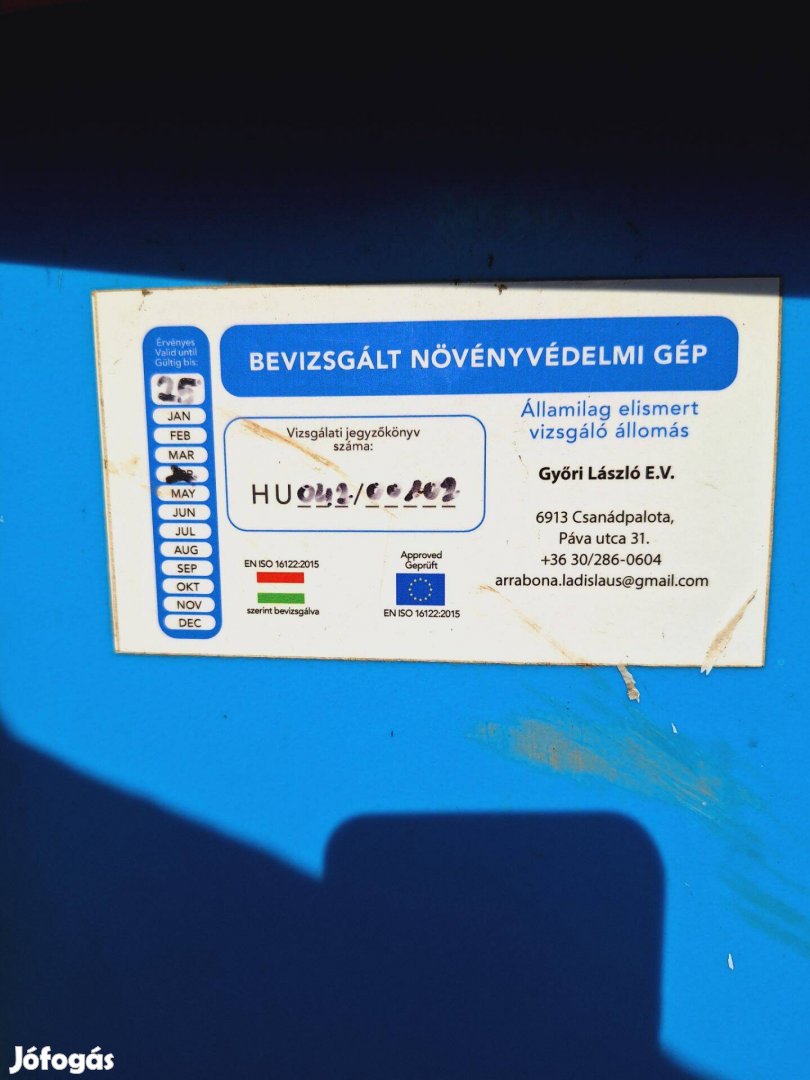 Érvényes
Valid until
Gültig bis:
25
JAN
FEB
MAR
MAY
JUN
JUL
AUG
SEP
OKT
NOV
DEC
BEVIZSGÁLT NÖVÉNYVÉDELMI GÉP
Vizsgálati jegyzőkönyv
száma:
HU042/00102
EN ISO 16122:2015
szerint bevizsgálva
Approved
Geprüft
EN ISO 16122:2015
Államilag elismert
vizsgáló állomás
Győri László E.V.
6913 Csanádpalota,
Páva utca 31.
+36 30/286-0604
arrabona.ladislaus@gmail.com
Jófogás